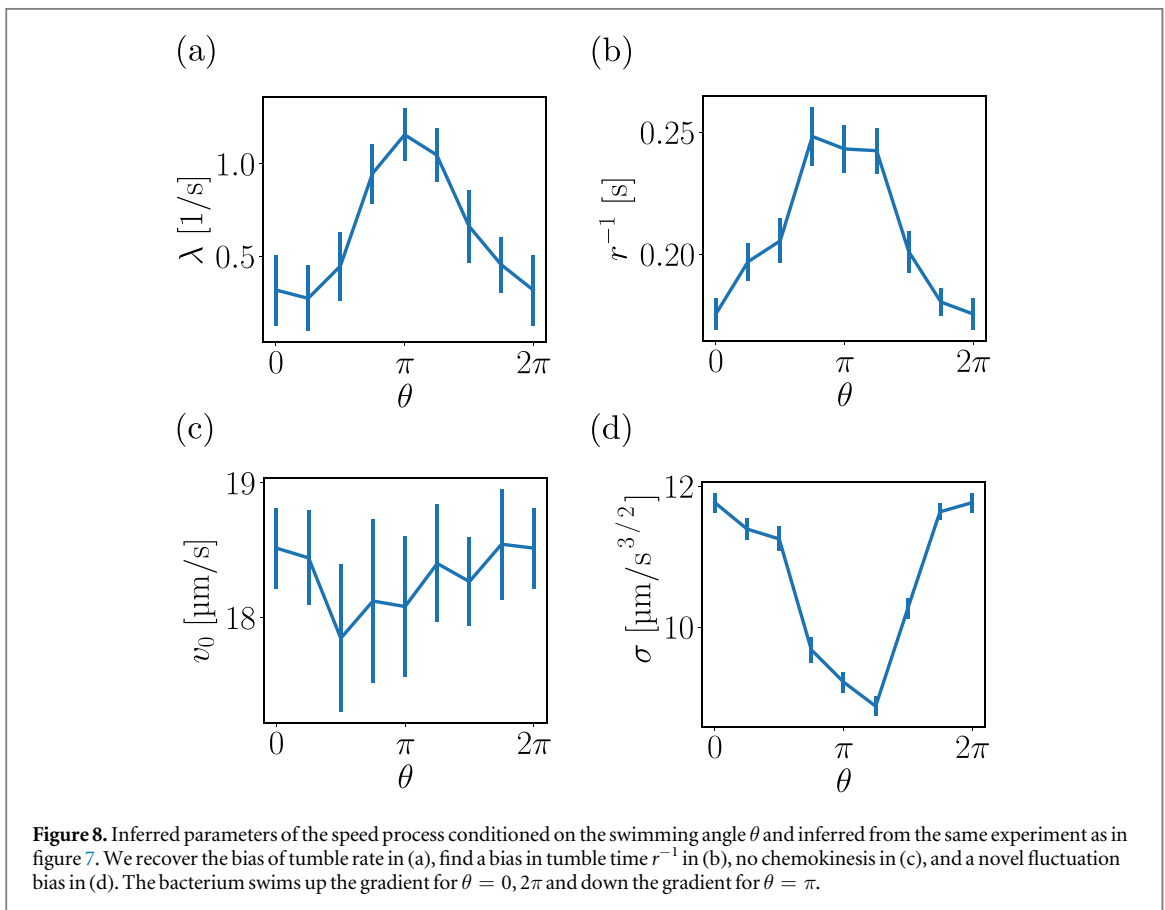 (a)
λ [1/s]
1.0
0.5
0 π 2π
θ
(b)
r⁻¹ [s]
0.25
0.20
0 π 2π
θ
(c)
v₀ [µm/s]
19
18
0 π 2π
θ
(d)
σ [µm/s³/²]
12
10
0 π 2π
θ
Figure 8. Inferred parameters of the speed process conditioned on the swimming angle θ and inferred from the same experiment as in
figure 7. We recover the bias of tumble rate in (a), find a bias in tumble time r⁻¹ in (b), no chemokinesis in (c), and a novel fluctuation
bias in (d). The bacterium swims up the gradient for θ = 0, 2π and down the gradient for θ = π.